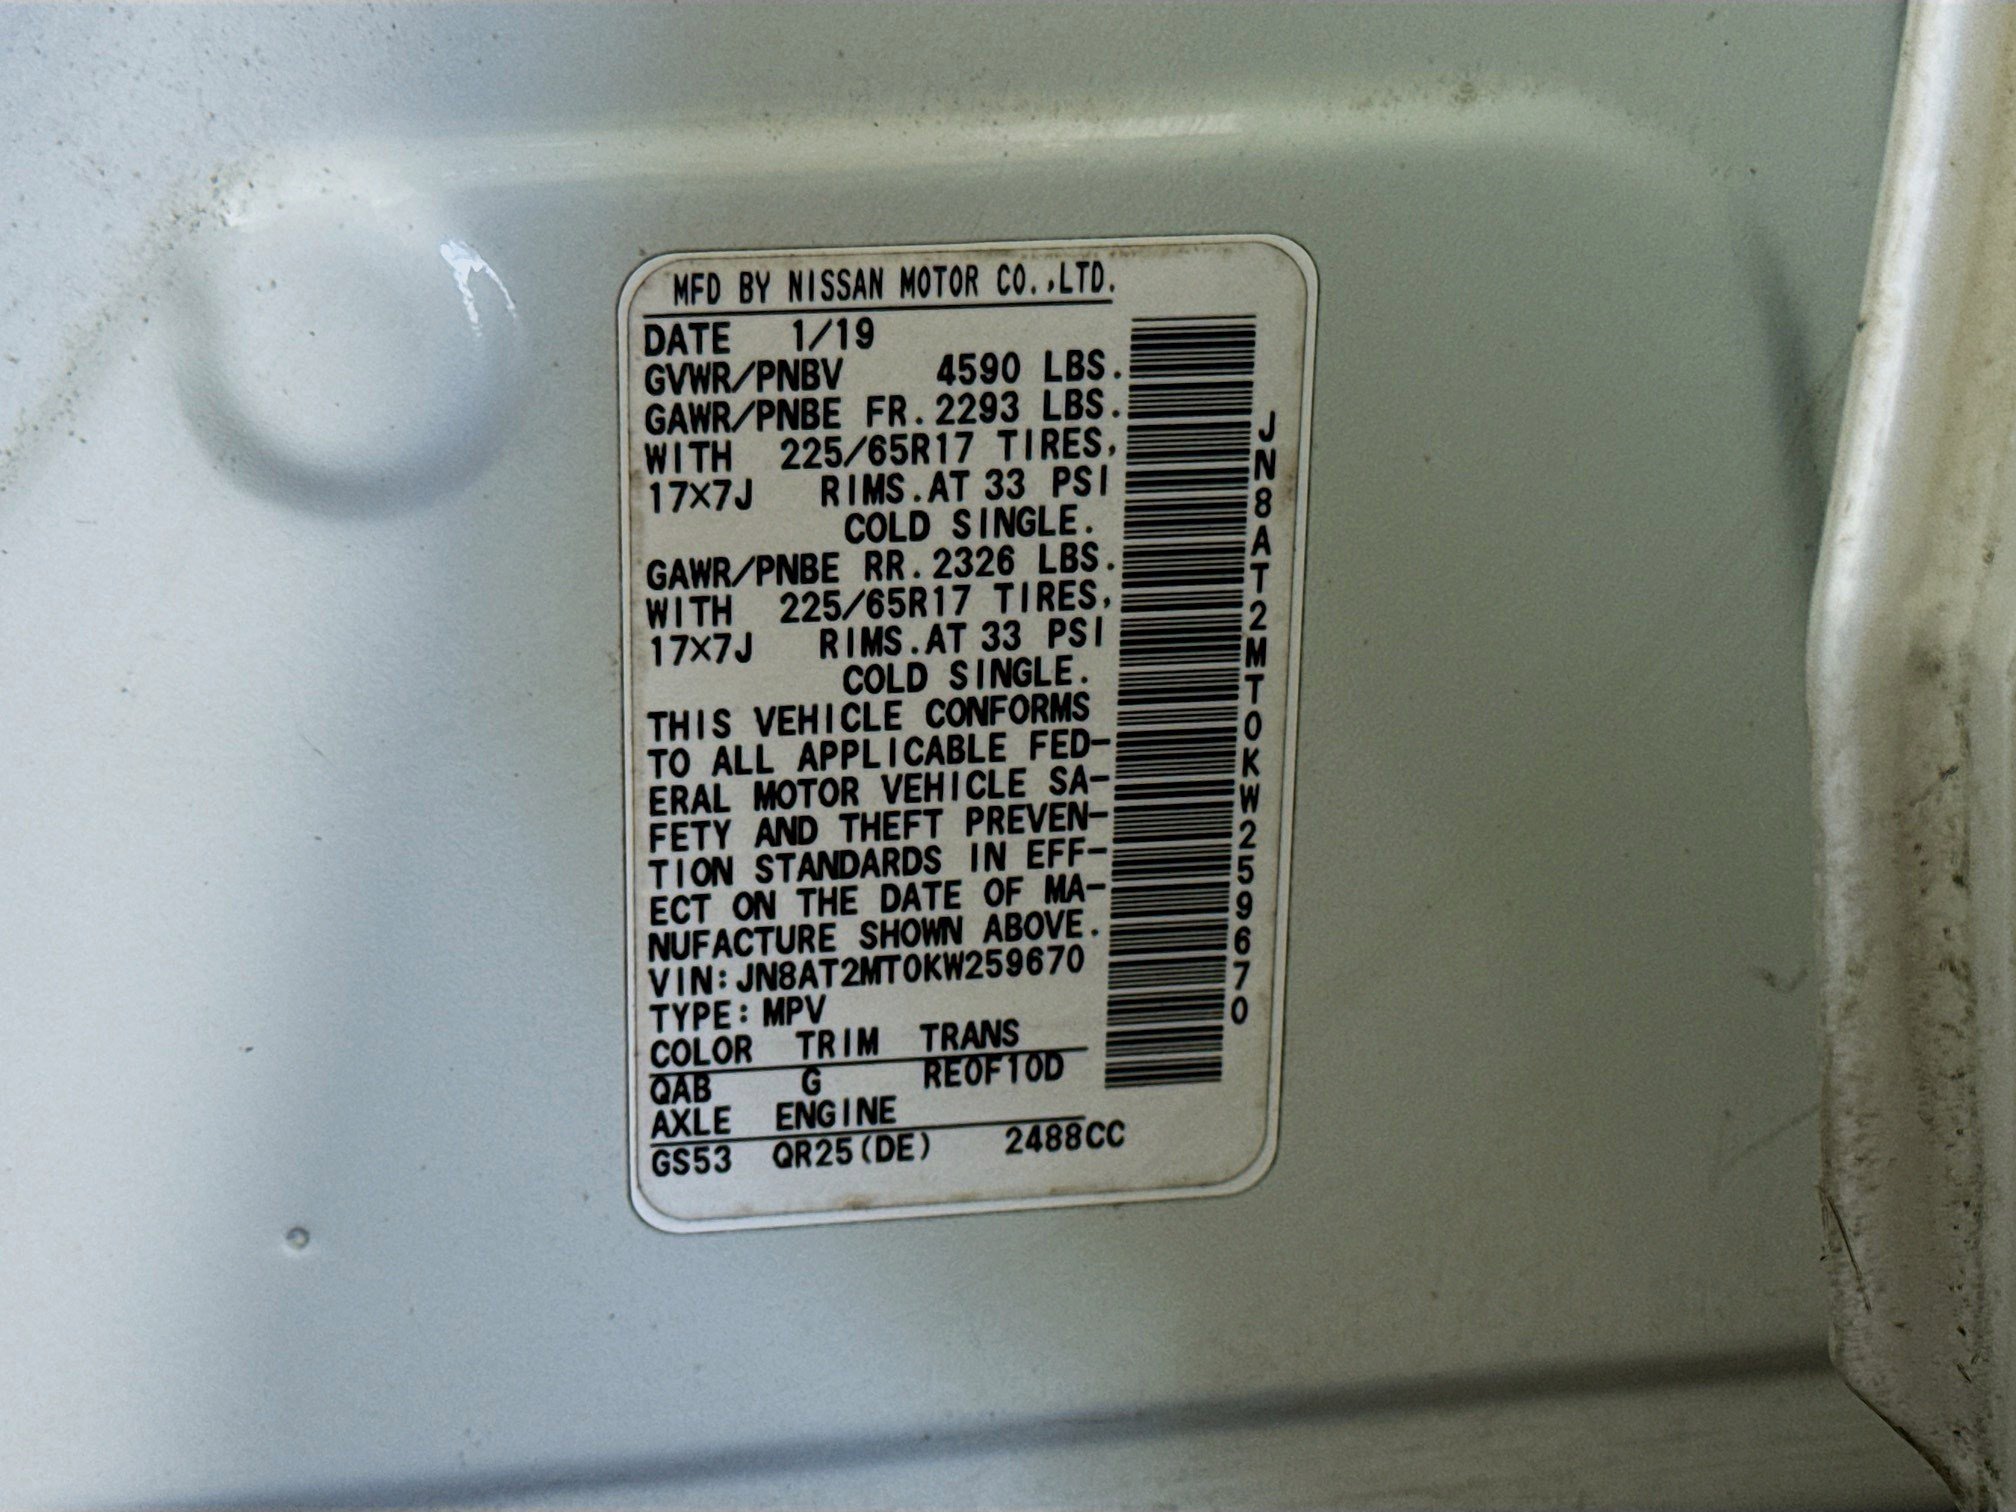 MFD BY NISSAN MOTOR CO.,LTD.
DATE 1/19
GVWR/PNBV 4590 LBS.
GAWR/PNBE FR.2293 LBS.
WITH 225/65R17 TIRES,
17X7J RIMS.AT 33 PSI
COLD SINGLE.
GAWR/PNBE RR.2326 LBS.
WITH 225/65R17 TIRES,
17X7J RIMS.AT 33 PSI
COLD SINGLE.
THIS VEHICLE CONFORMS
TO ALL APPLICABLE FED-
ERAL MOTOR VEHICLE SA-
FETY AND THEFT PREVEN-
TION STANDARDS IN EFF-
ECT ON THE DATE OF MA-
NUFACTURE SHOWN ABOVE.
VIN:JN8AT2MT0KW259670
TYPE:MPV
COLOR TRIM TRANS
QAB G RE0F10D
AXLE ENGINE
GS53 QR25(DE) 2488CC
JN8AT2MT0KW259670